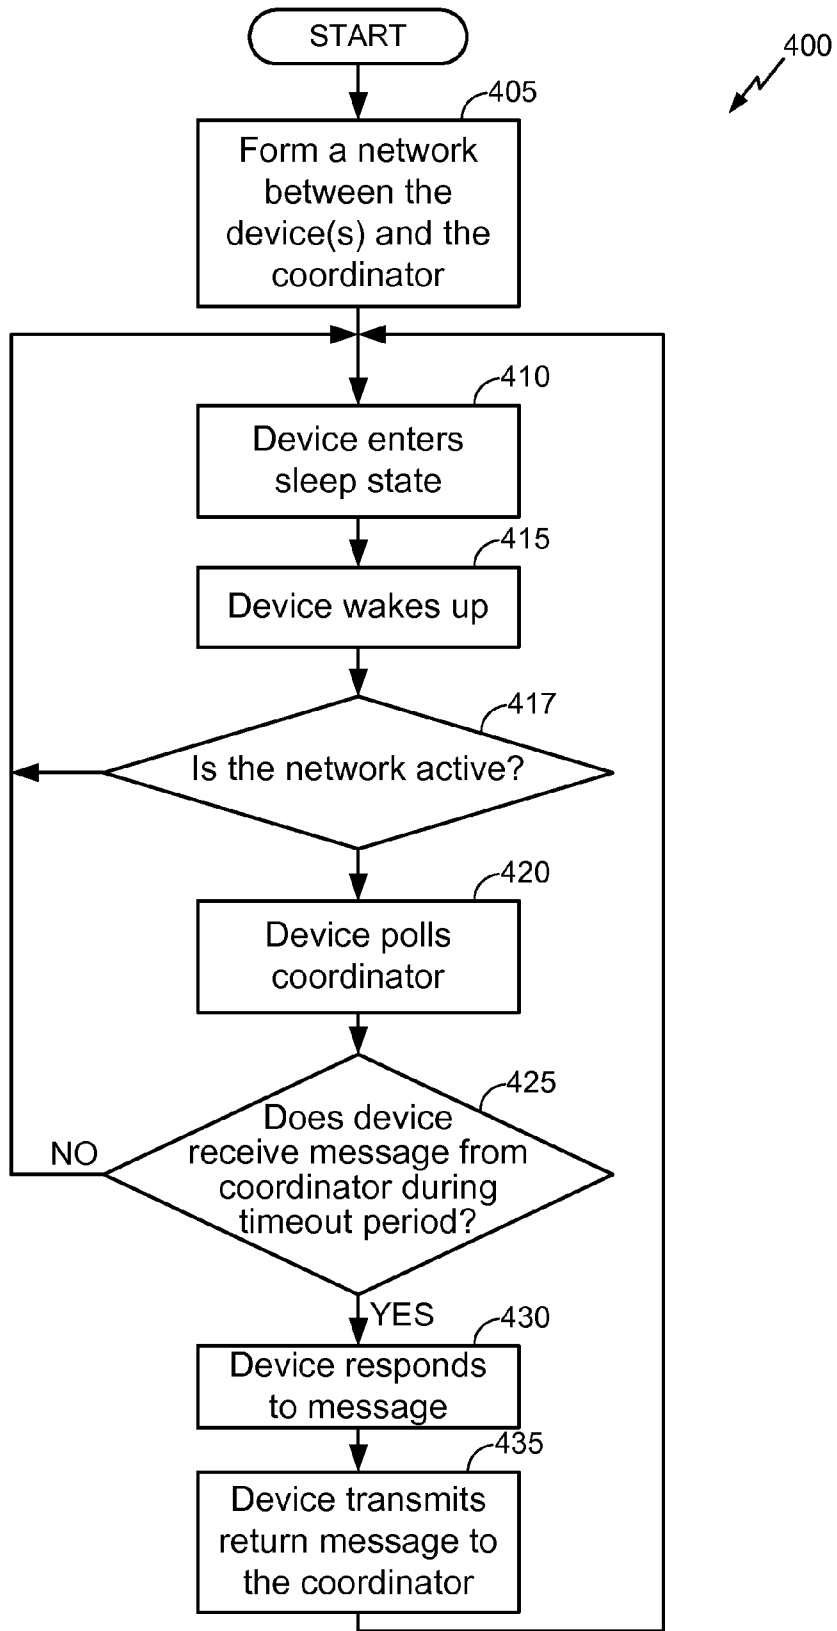 START
400
405
Form a network
between the
device(s) and the
coordinator
410
Device enters
sleep state
415
Device wakes up
417
Is the network active?
420
Device polls
coordinator
425
Does device
receive message from
coordinator during
timeout period?
NO
YES
430
Device responds
to message
435
Device transmits
return message to
the coordinator